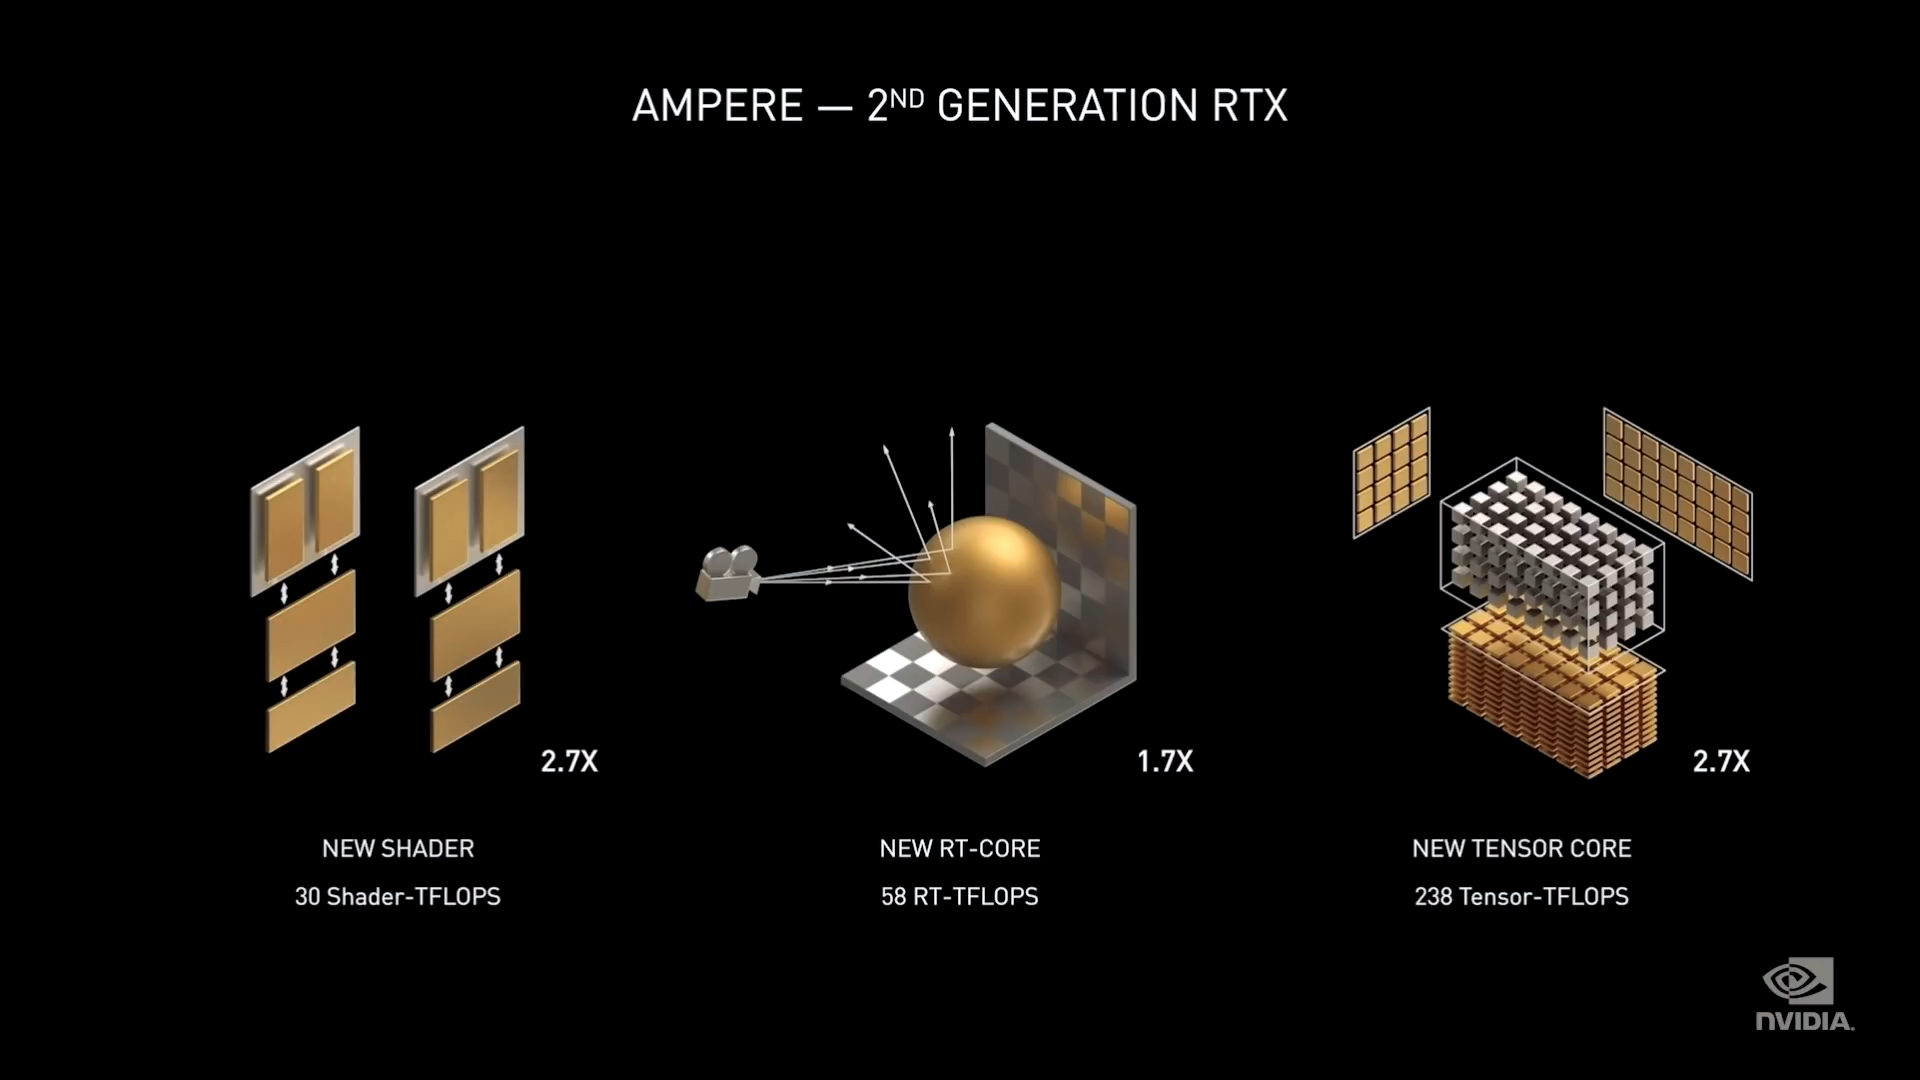 AMPERE — 2ND GENERATION RTX
2.7X
1.7X
2.7X
NEW SHADER
NEW RT-CORE
NEW TENSOR CORE
30 Shader-TFLOPS
58 RT-TFLOPS
238 Tensor-TFLOPS
NVIDIA.